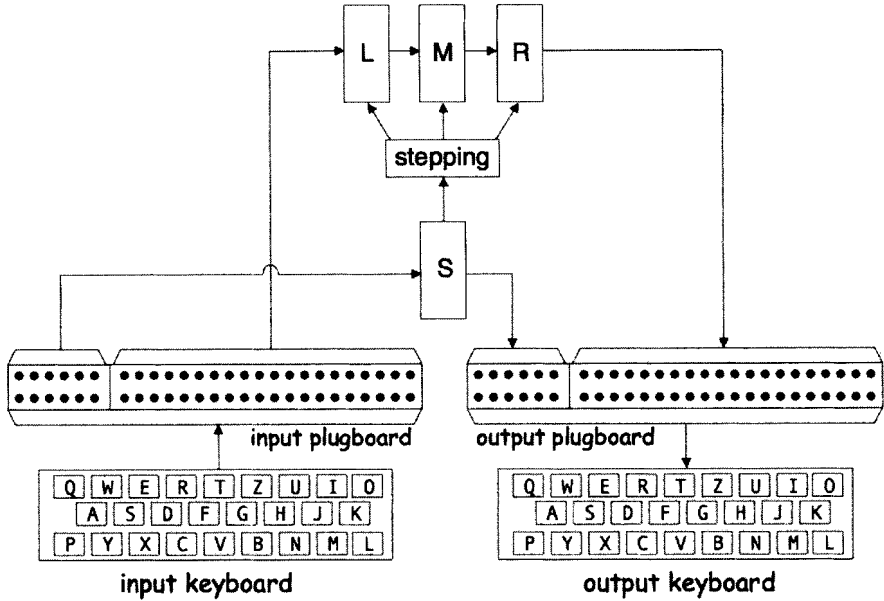 L M R
stepping
S
input plugboard output plugboard
Q W E R T Z U I O Q W E R T Z U I O
A S D F G H J K A S D F G H J K
P Y X C V B N M L P Y X C V B N M L
input keyboard output keyboard